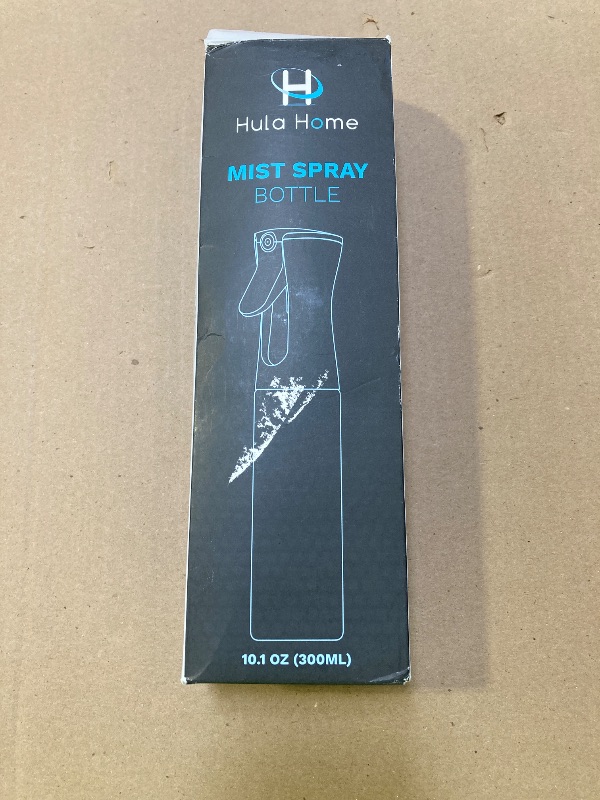 H
Hula Home
MIST SPRAY
BOTTLE
10.1 OZ (300ML)